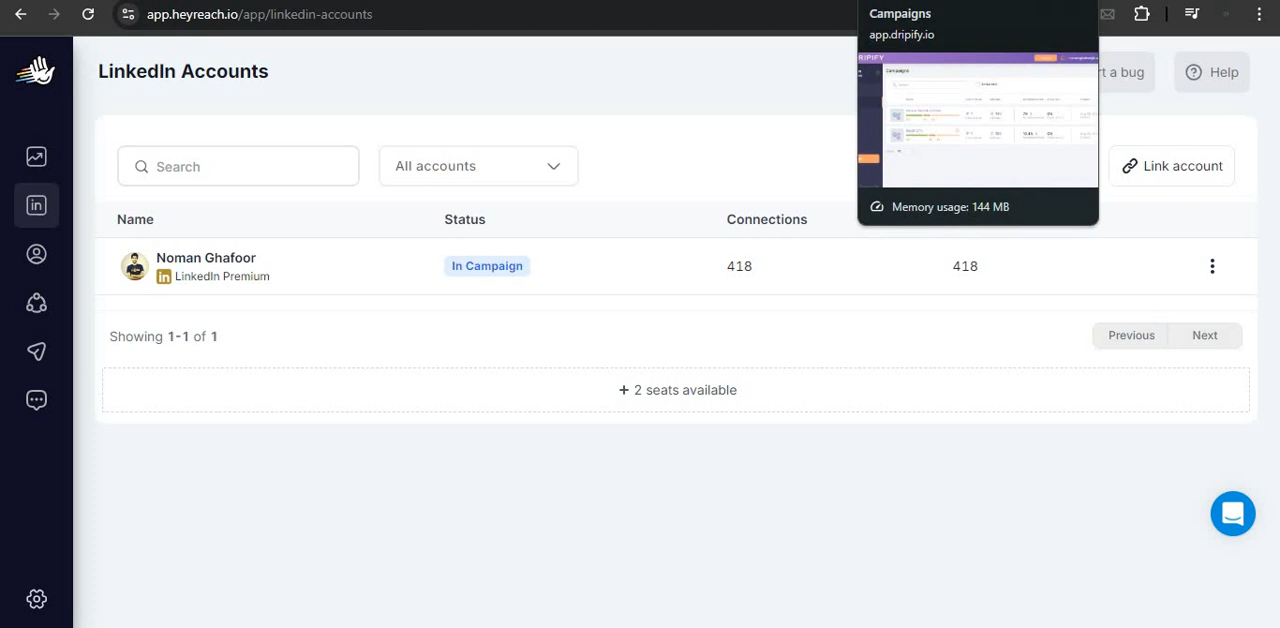 app.heyreach.io/app/linkedin-accounts
Campaigns
app.dripify.io
LinkedIn Accounts
t a bug
Help
Campaigns
Memory usage: 144 MB
Search
All accounts
Link account
Name
Status
Connections
Noman Ghafoor
LinkedIn Premium
In Campaign
418
418
Showing 1-1 of 1
Previous
Next
+ 2 seats available